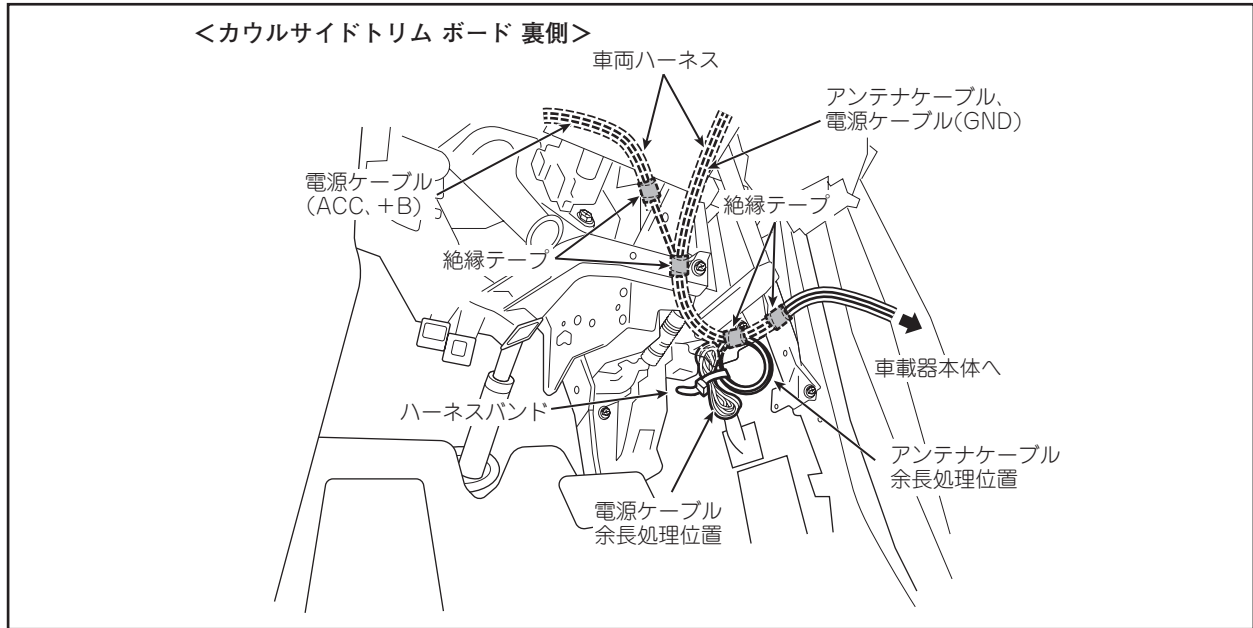 ＜カウルサイドトリム ボード 裏側＞
車両ハーネス
アンテナケーブル、
電源ケーブル(GND)
電源ケーブル
(ACC、＋B)
絶縁テープ
絶縁テープ
車載器本体へ
ハーネスバンド
アンテナケーブル
余長処理位置
電源ケーブル
余長処理位置